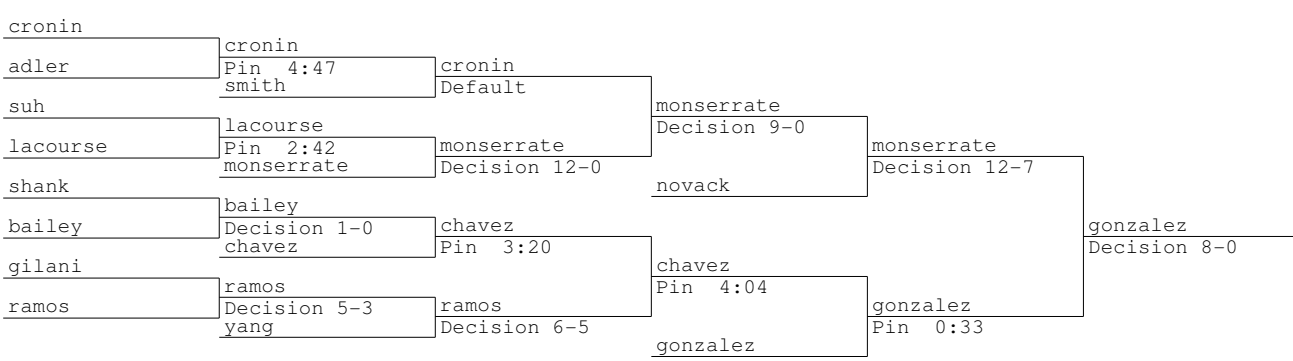 cronin
adler
suh
lacourse
shank
bailey
gilani
ramos
cronin
Pin 4:47
smith
lacourse
Pin 2:42
monserrate
bailey
Decision 1-0
chavez
ramos
Decision 5-3
yang
cronin
Default
monserrate
Decision 12-0
chavez
Pin 3:20
ramos
Decision 6-5
monserrate
Decision 9-0
novack
chavez
Pin 4:04
gonzalez
monserrate
Decision 12-7
gonzalez
Pin 0:33
gonzalez
Decision 8-0